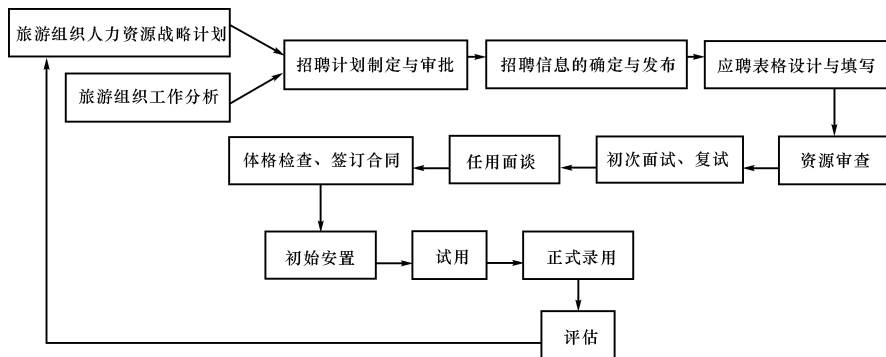 旅游组织人力资源战略计划
旅游组织工作分析
招聘计划制定与审批
招聘信息的确定与发布
应聘表格设计与填写
资源审查
初次面试、复试
任用面谈
体格检查、签订合同
初始安置
试用
正式录用
评估